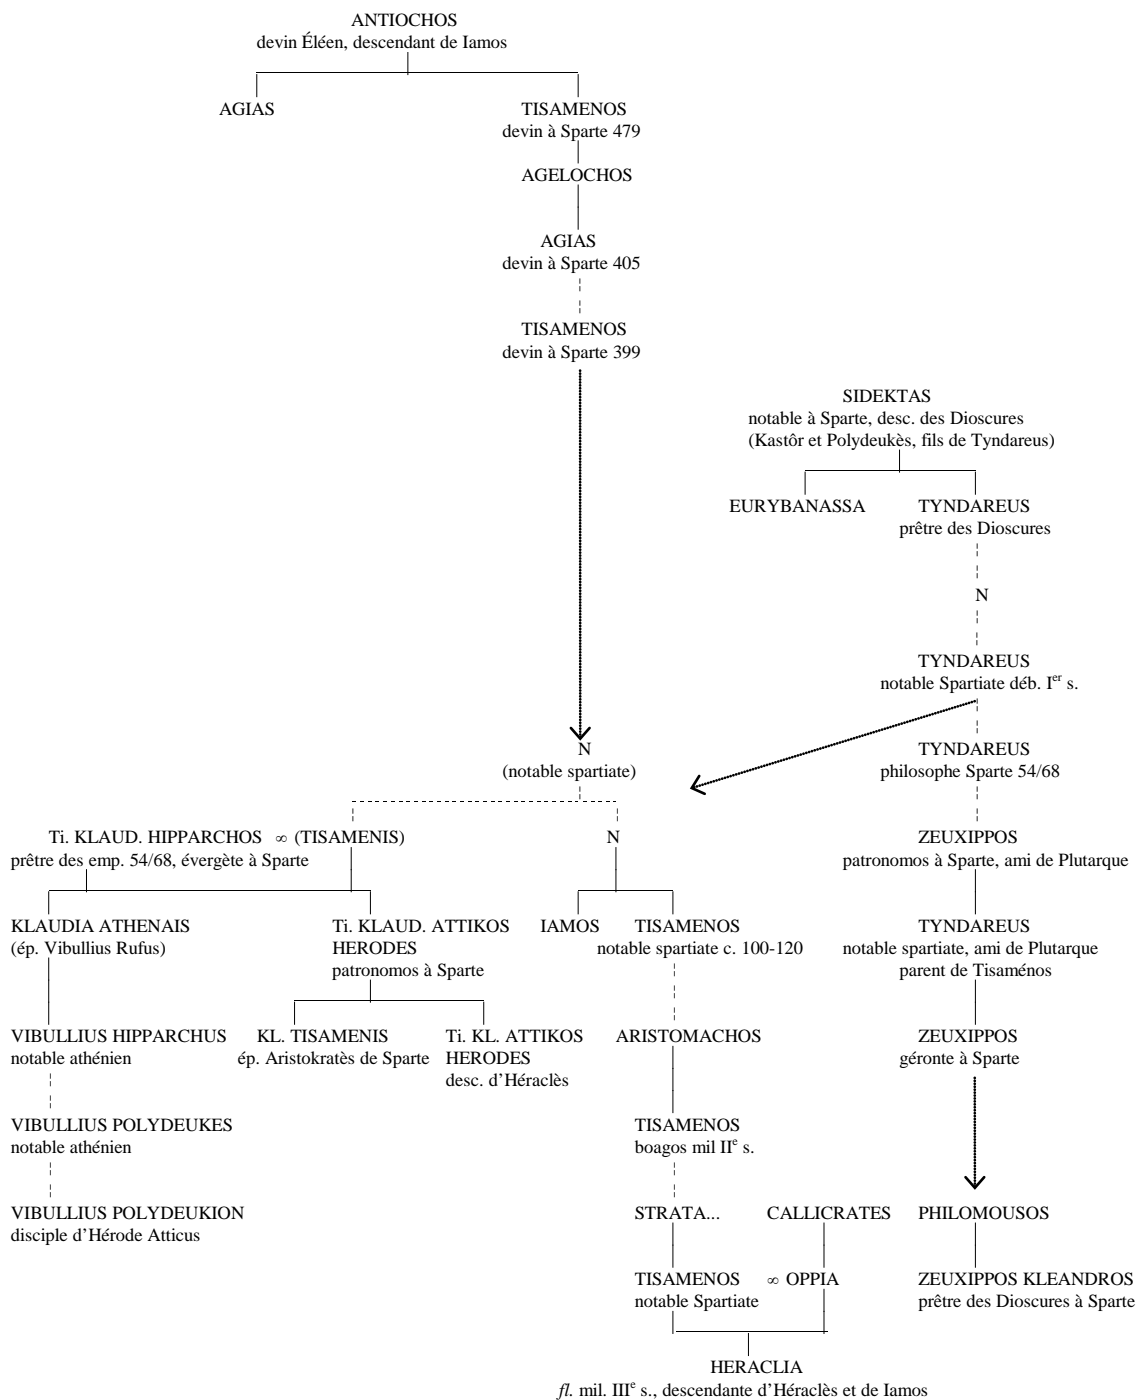 ANTIOCHOS
devin Éléen, descendant de Iamos
AGIAS
TISAMENOS
devin à Sparte 479
AGELOCHOS
AGIAS
devin à Sparte 405
TISAMENOS
devin à Sparte 399
SIDEKTAS
notable à Sparte, desc. des Dioscures
(Kastôr et Polydeukès, fils de Tyndareus)
EURYBANASSA
TYNDAREUS
prêtre des Dioscures
N
TYNDAREUS
notable Spartiate déb. Ier s.
N
(notable spartiate)
TYNDAREUS
philosophe Sparte 54/68
Ti. KLAUD. HIPPARCHOS ∞ (TISAMENIS)
prêtre des emp. 54/68, évergète à Sparte
N
ZEUXIPPOS
patronomos à Sparte, ami de Plutarque
KLAUDIA ATHENAIS
(ép. Vibullius Rufus)
Ti. KLAUD. ATTIKOS
HERODES
patronomos à Sparte
IAMOS
TISAMENOS
notable spartiate c. 100-120
TYNDAREUS
notable spartiate, ami de Plutarque
parent de Tisaménos
VIBULLIUS HIPPARCHUS
notable athénien
KL. TISAMENIS
ép. Aristokratès de Sparte
Ti. KL. ATTIKOS
HERODES
desc. d’Héraclès
ARISTOMACHOS
ZEUXIPPOS
géronte à Sparte
VIBULLIUS POLYDEUKES
notable athénien
TISAMENOS
boagos mil IIe s.
VIBULLIUS POLYDEUKION
disciple d’Hérode Atticus
STRATA...
CALLICRATES
PHILOMOUSOS
TISAMENOS ∞ OPPIA
notable Spartiate
ZEUXIPPOS KLEANDROS
prêtre des Dioscures à Sparte
HERACLIA
fl. mil. IIIe s., descendante d’Héraclès et de Iamos